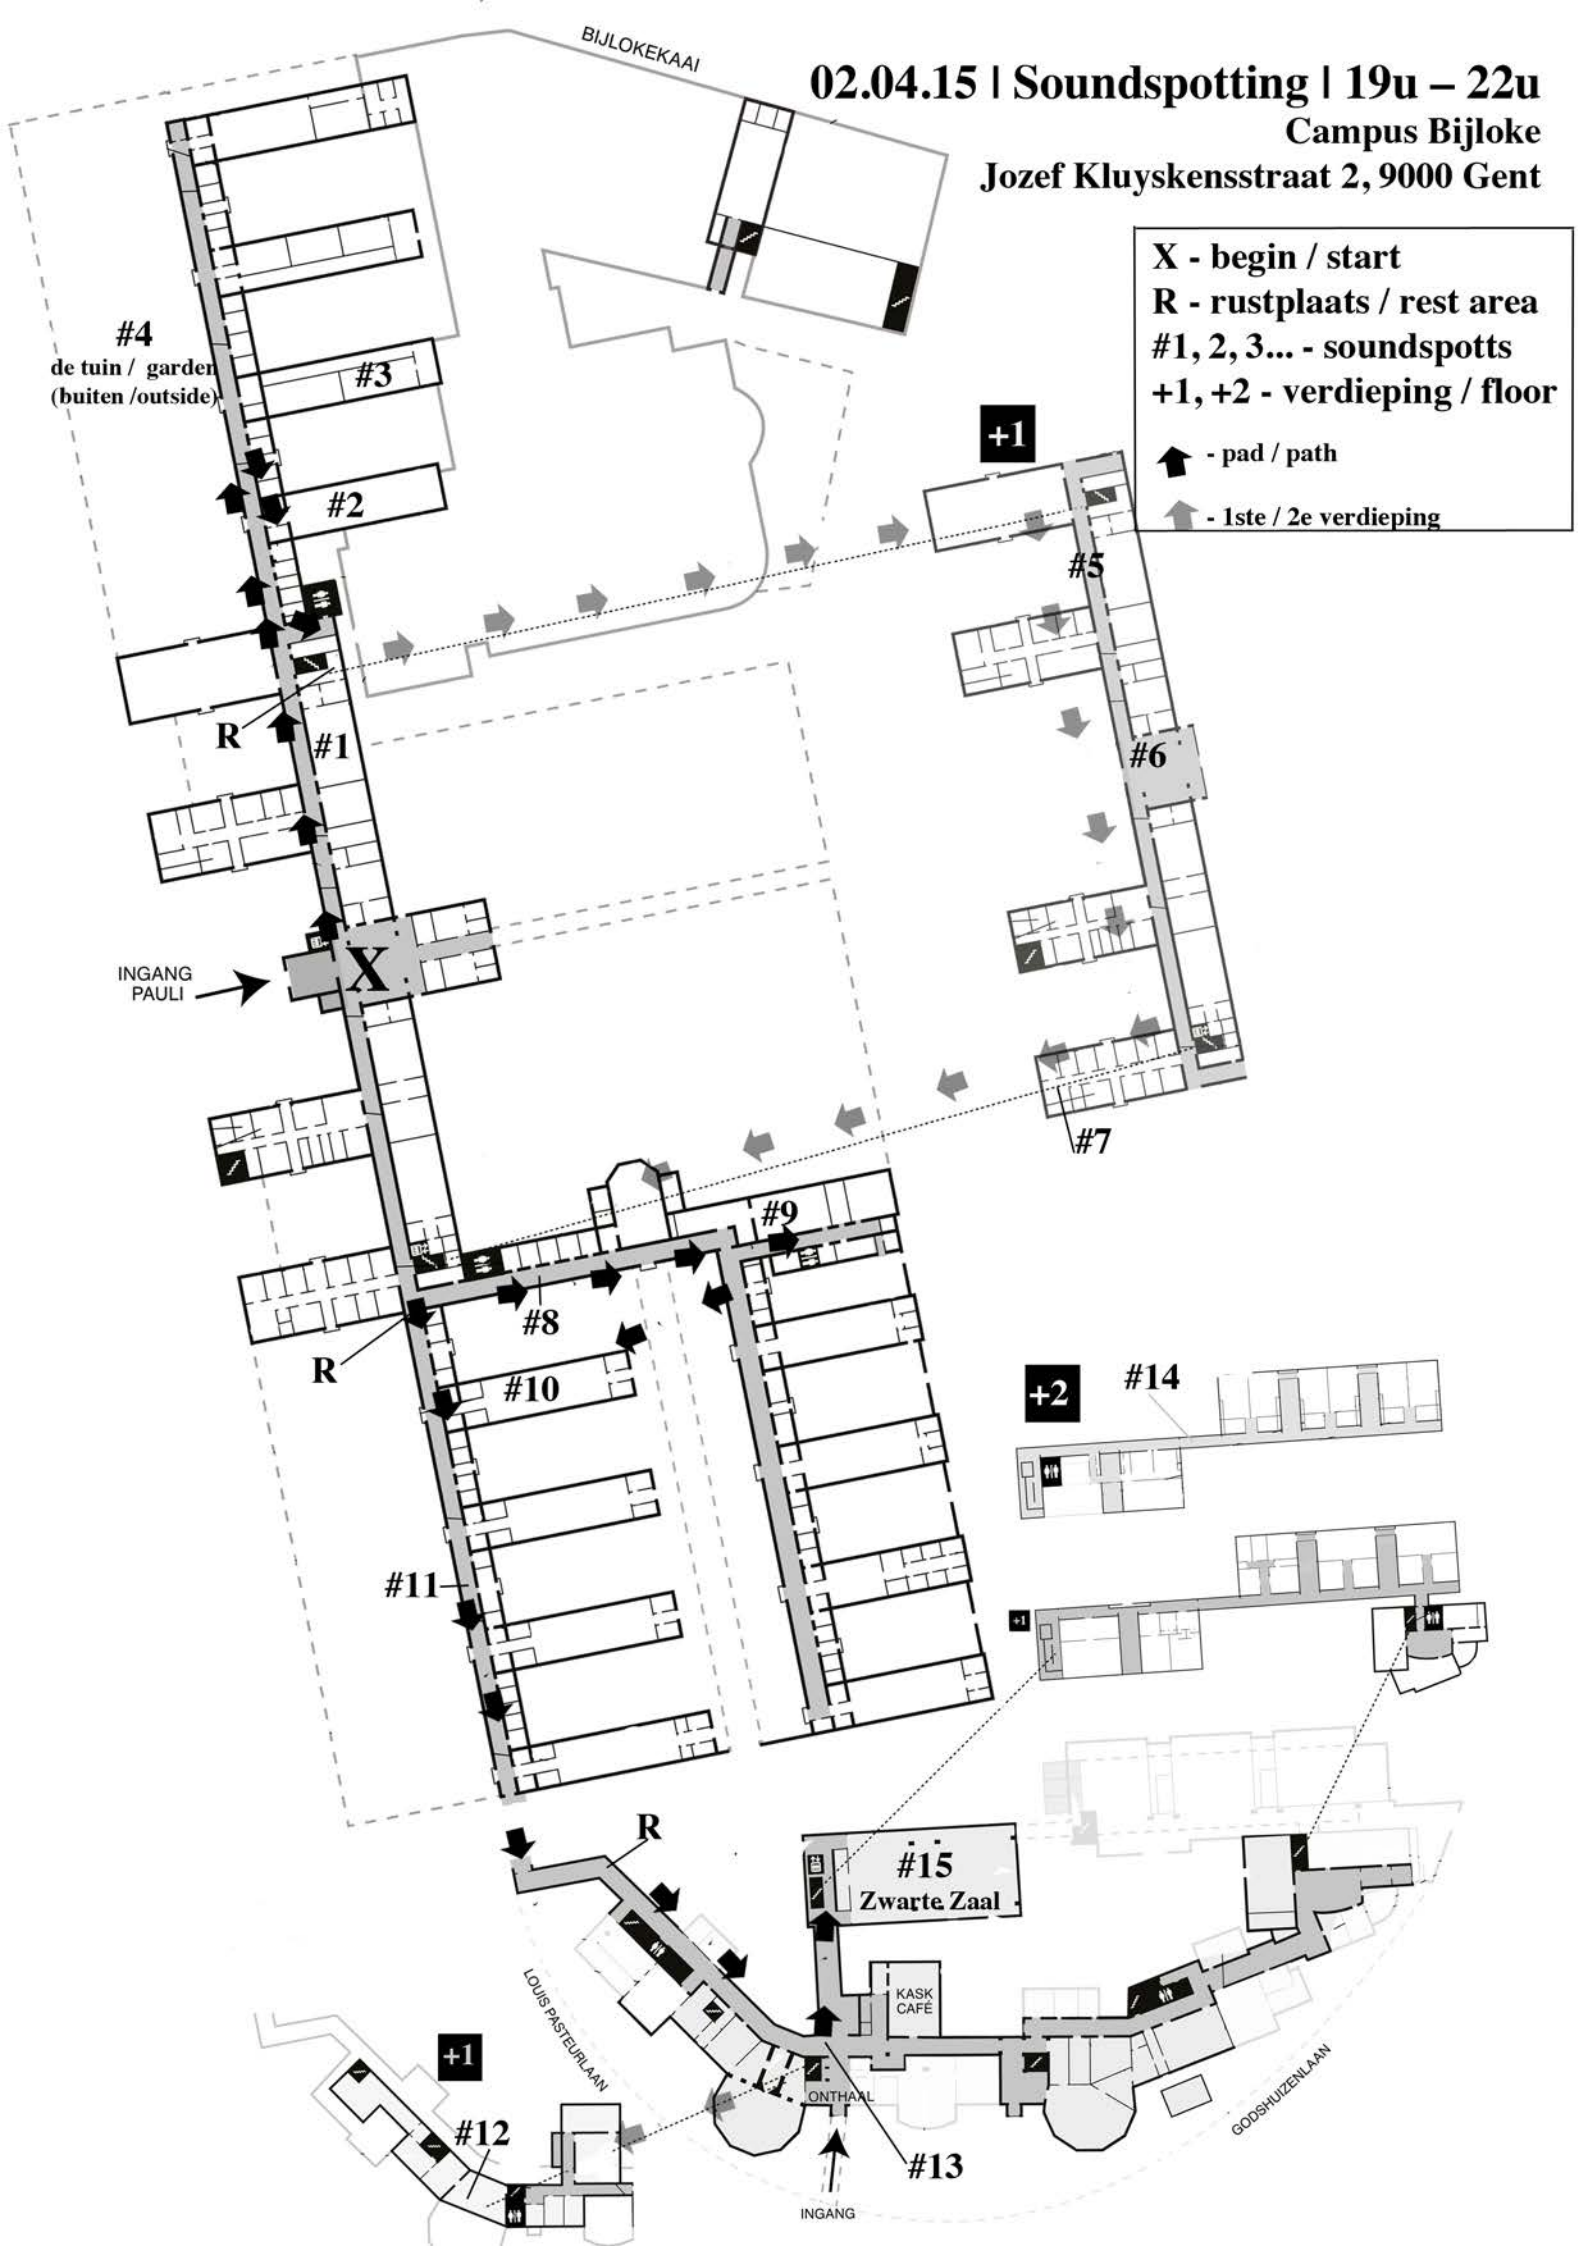 BIJLOKEKAAI
02.04.15 | Soundspotting | 19u – 22u
Campus Bijloke
Jozef Kluyskensstraat 2, 9000 Gent
X - begin / start
R - rustplaats / rest area
#1, 2, 3... - soundspotts
+1, +2 - verdieping / floor
- pad / path
- 1ste / 2e verdieping
#4
de tuin / garden
(buiten /outside)
#3
#2
+1
#5
R
#1
#6
INGANG
PAULI
X
#7
#9
#8
R
#10
+2
#14
#11
+1
R
#15
Zwarte Zaal
KASK
CAFÉ
LOUIS PASTEURLAAN
GODSHUIZENLAAN
+1
ONTHAAL
#12
#13
INGANG